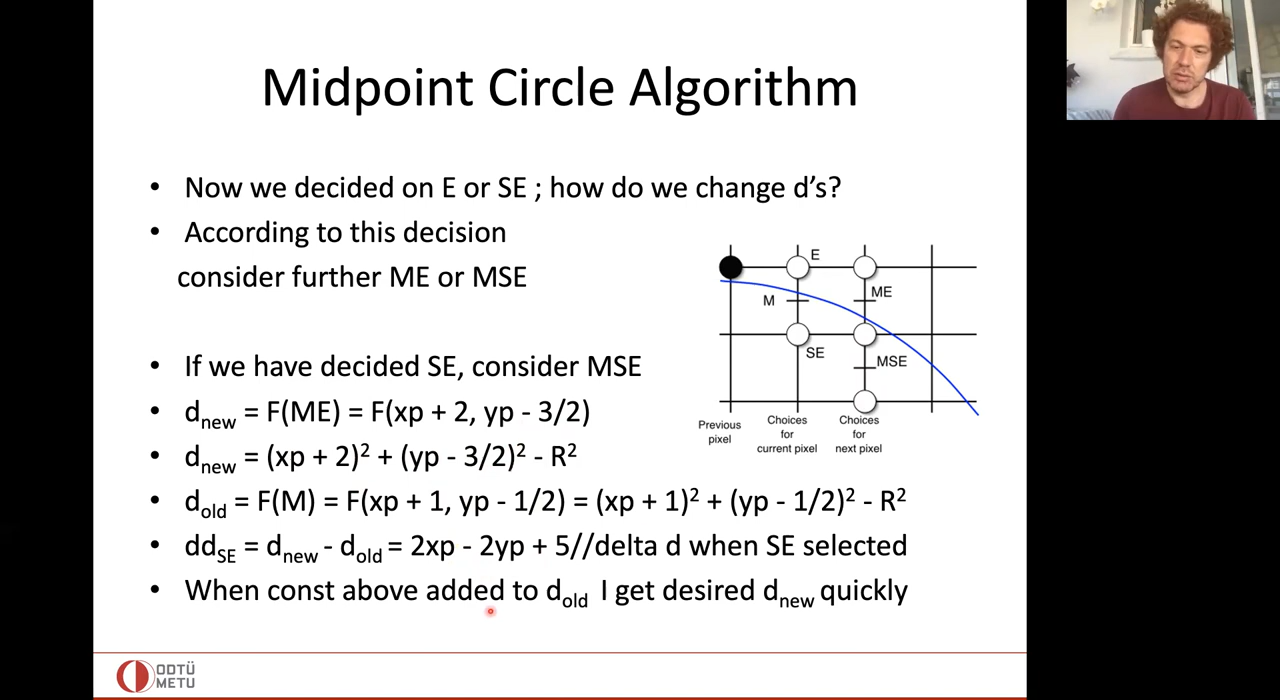 Midpoint Circle Algorithm
• Now we decided on E or SE ; how do we change d's?
• According to this decision
consider further ME or MSE
• If we have decided SE, consider MSE
• dnew = F(ME) = F(xp + 2, yp - 3/2)
• dnew = (xp + 2)² + (yp - 3/2)² - R²
• dold = F(M) = F(xp + 1, yp - 1/2) = (xp + 1)² + (yp - 1/2)² - R²
• ddSE = dnew - dold = 2xp - 2yp + 5//delta d when SE selected
• When const above added to dold I get desired dnew quickly
E
M
ME
SE
MSE
Previous
pixel
Choices
for
current pixel
Choices
for
next pixel
ODTÜ
METU